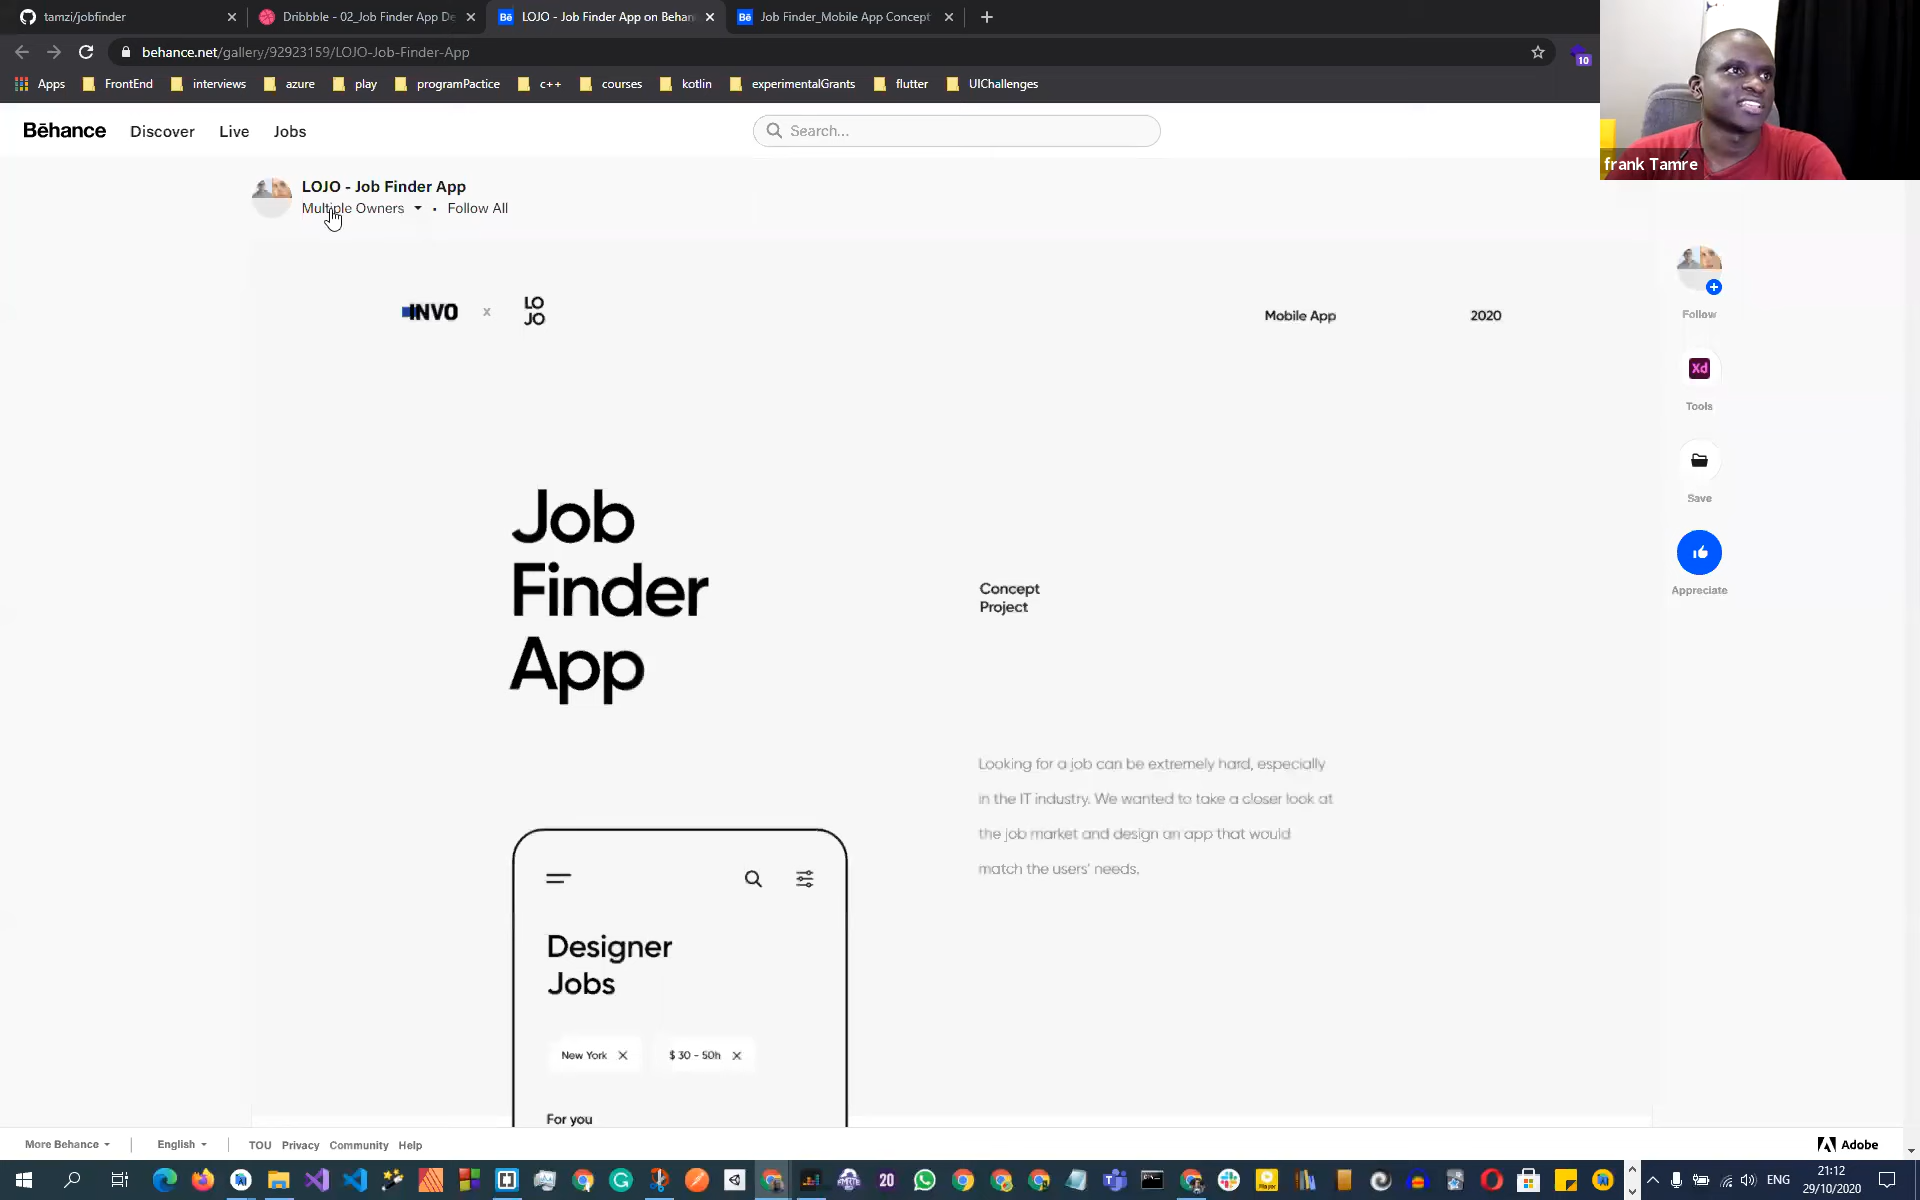 tamzi/jobfinder
Dribbble - 02_Job Finder App De
LOJO - Job Finder App on Behan
Job Finder_Mobile App Concept
behance.net/gallery/92923159/LOJO-Job-Finder-App
10
Apps
FrontEnd
interviews
azure
play
programPactice
c++
courses
kotlin
experimentalGrants
flutter
UIChallenges
Bēhance
Discover
Live
Jobs
Search...
frank Tamre
LOJO - Job Finder App
Multiple Owners
Follow All
INVO
x
LO
JO
Mobile App
2020
Follow
Xd
Tools
Save
Appreciate
Job
Finder
App
Concept
Project
Looking for a job can be extremely hard, especially
in the IT industry. We wanted to take a closer look at
the job market and design an app that would
match the users' needs.
Designer
Jobs
New York
$ 30 - 50h
For you
More Behance
English
TOU
Privacy
Community
Help
Adobe
20
ENG
21:12
29/10/2020